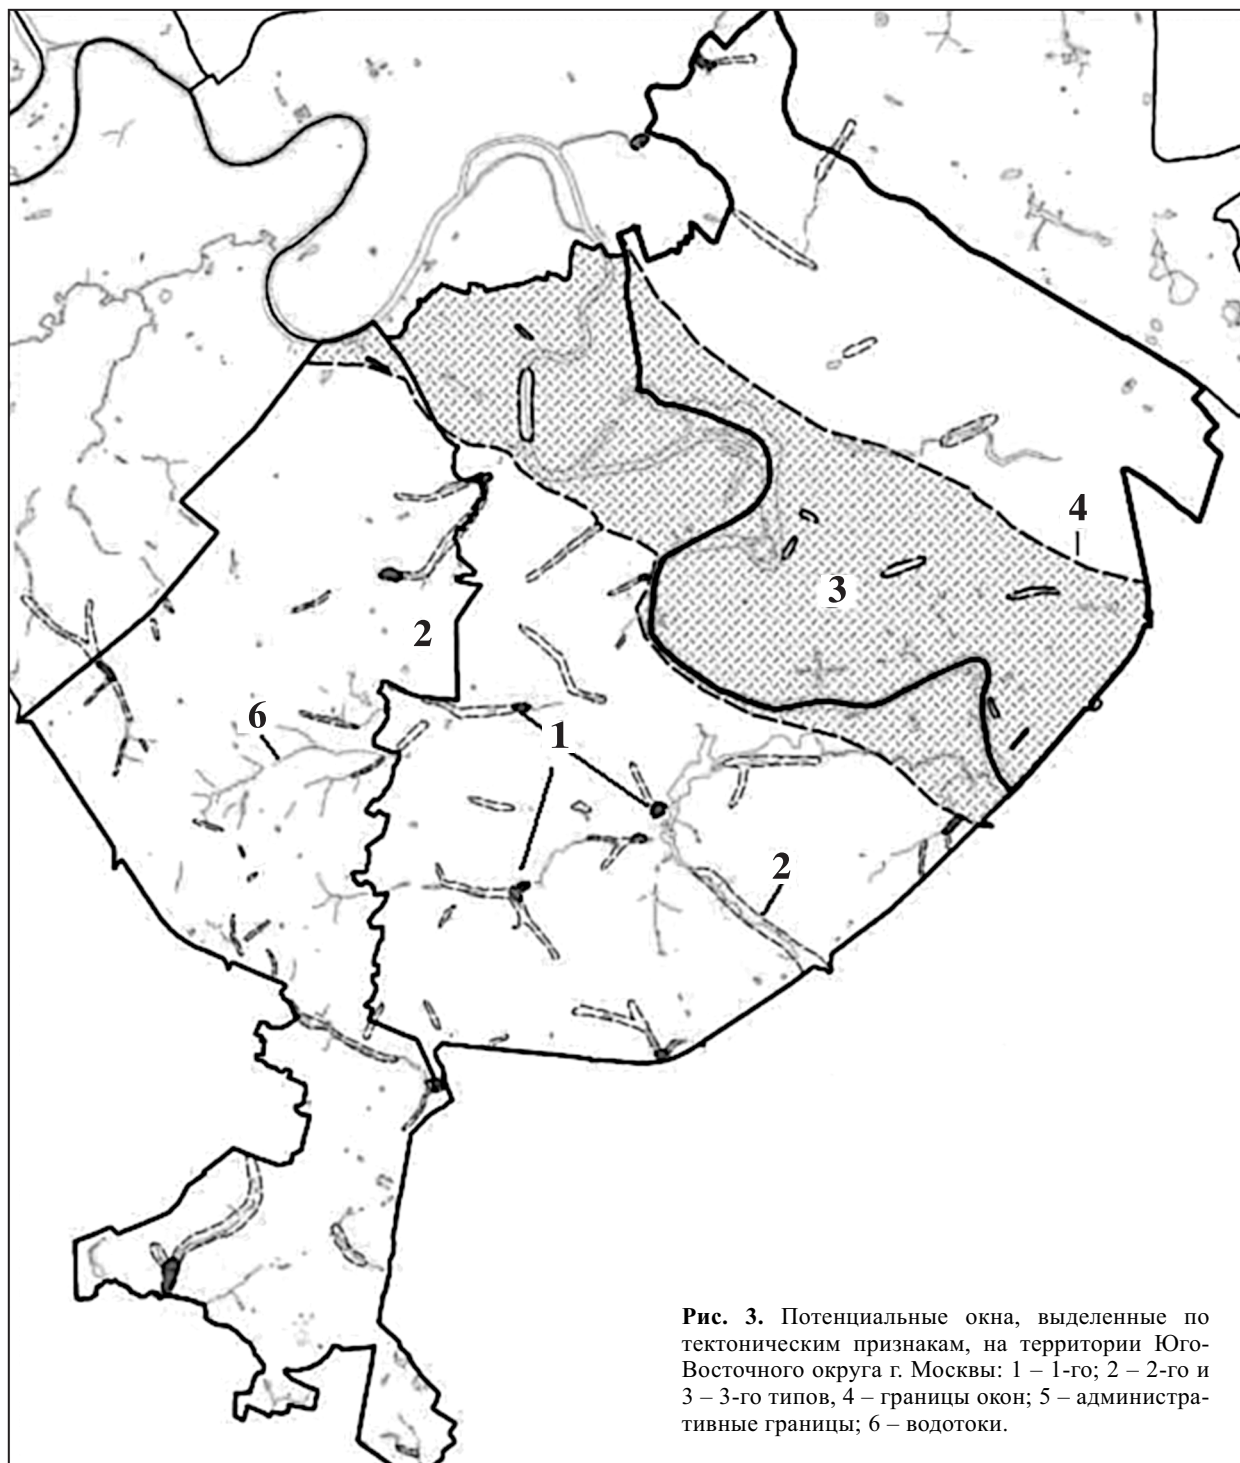 4
3
2
6
1
2
Рис. 3. Потенциальные окна, выделенные по
тектоническим признакам, на территории Юго-
Восточного округа г. Москвы: 1 – 1-го; 2 – 2-го и
3 – 3-го типов, 4 – границы окон; 5 – администра-
тивные границы; 6 – водотоки.